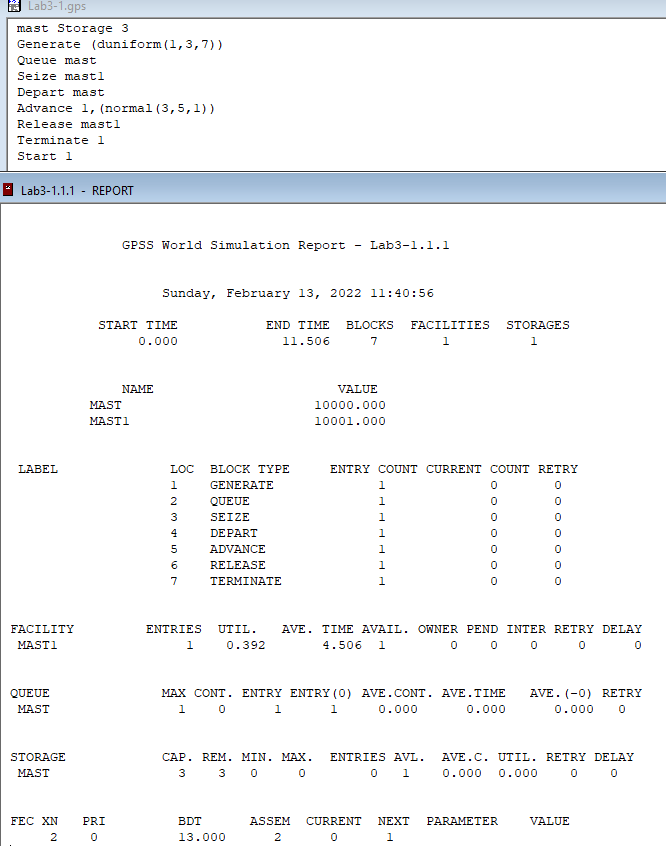 Lab3-1.gps
mast Storage 3
Generate (duniform(1,3,7))
Queue mast
Seize mast1
Depart mast
Advance 1,(normal(3,5,1))
Release mast1
Terminate 1
Start 1
Lab3-1.1.1 - REPORT
GPSS World Simulation Report - Lab3-1.1.1
Sunday, February 13, 2022 11:40:56
START TIME END TIME BLOCKS FACILITIES STORAGES
0.000 11.506 7 1 1
NAME VALUE
MAST 10000.000
MAST1 10001.000
LABEL LOC BLOCK TYPE ENTRY COUNT CURRENT COUNT RETRY
1 GENERATE 1 0 0
2 QUEUE 1 0 0
3 SEIZE 1 0 0
4 DEPART 1 0 0
5 ADVANCE 1 0 0
6 RELEASE 1 0 0
7 TERMINATE 1 0 0
FACILITY ENTRIES UTIL. AVE. TIME AVAIL. OWNER PEND INTER RETRY DELAY
MAST1 1 0.392 4.506 1 0 0 0 0 0
QUEUE MAX CONT. ENTRY ENTRY(0) AVE.CONT. AVE.TIME AVE.(-0) RETRY
MAST 1 0 1 1 0.000 0.000 0.000 0
STORAGE CAP. REM. MIN. MAX. ENTRIES AVL. AVE.C. UTIL. RETRY DELAY
MAST 3 3 0 0 0 1 0.000 0.000 0 0
FEC XN PRI BDT ASSEM CURRENT NEXT PARAMETER VALUE
2 0 13.000 2 0 1